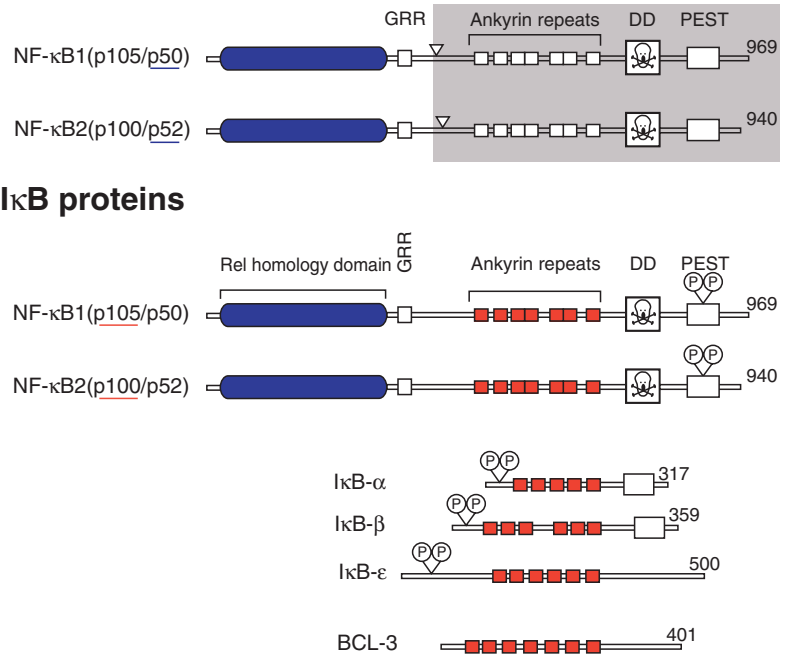 GRR Ankyrin repeats DD PEST
NF-κB1(p105/p50) 969
NF-κB2(p100/p52) 940
IκB proteins
Rel homology domain GRR Ankyrin repeats DD PEST
P P
NF-κB1(p105/p50) 969
P P
NF-κB2(p100/p52) 940
P P
IκB-α 317
P P
IκB-β 359
P P
IκB-ε 500
BCL-3 401